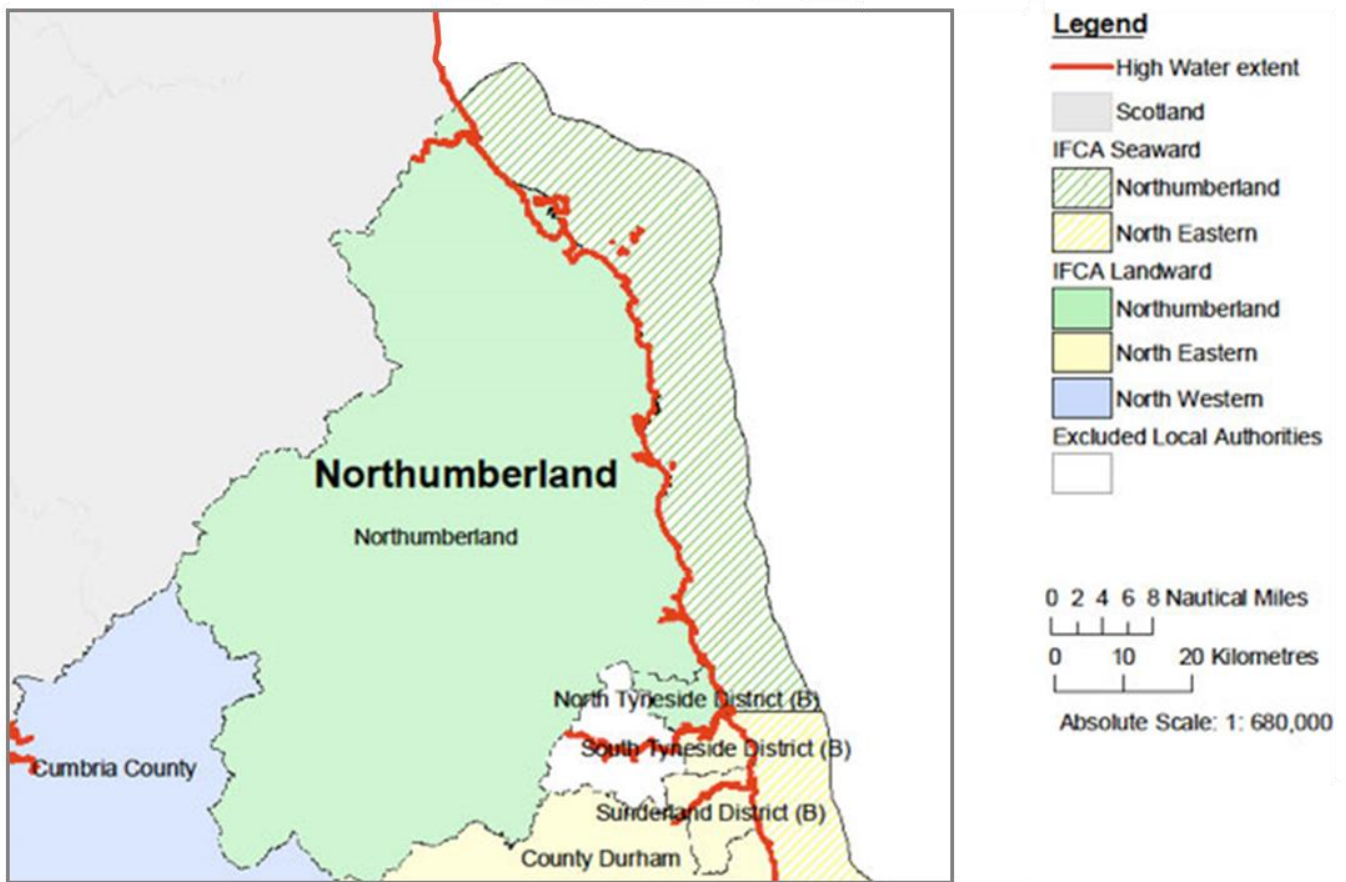 Northumberland
Northumberland
North Tyneside District (B)
South Tyneside District (B)
Cumbria County
Sunderland District (B)
County Durham
Legend
High Water extent
Scotland
IFCA Seaward
Northumberland
North Eastern
IFCA Landward
Northumberland
North Eastern
North Western
Excluded Local Authorities
0 2 4 6 8 Nautical Miles
0 10 20 Kilometres
Absolute Scale: 1: 680,000